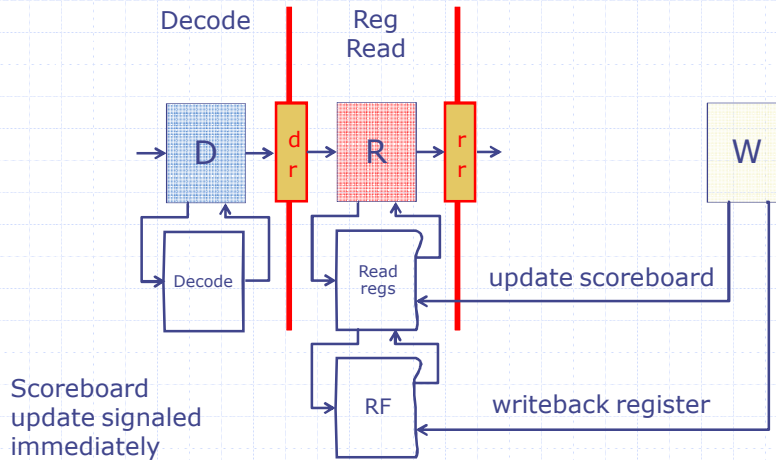 Decode
Reg
Read
D
d
r
R
r
r
W
Decode
Read
regs
update scoreboard
RF
writeback register
Scoreboard
update signaled
immediately